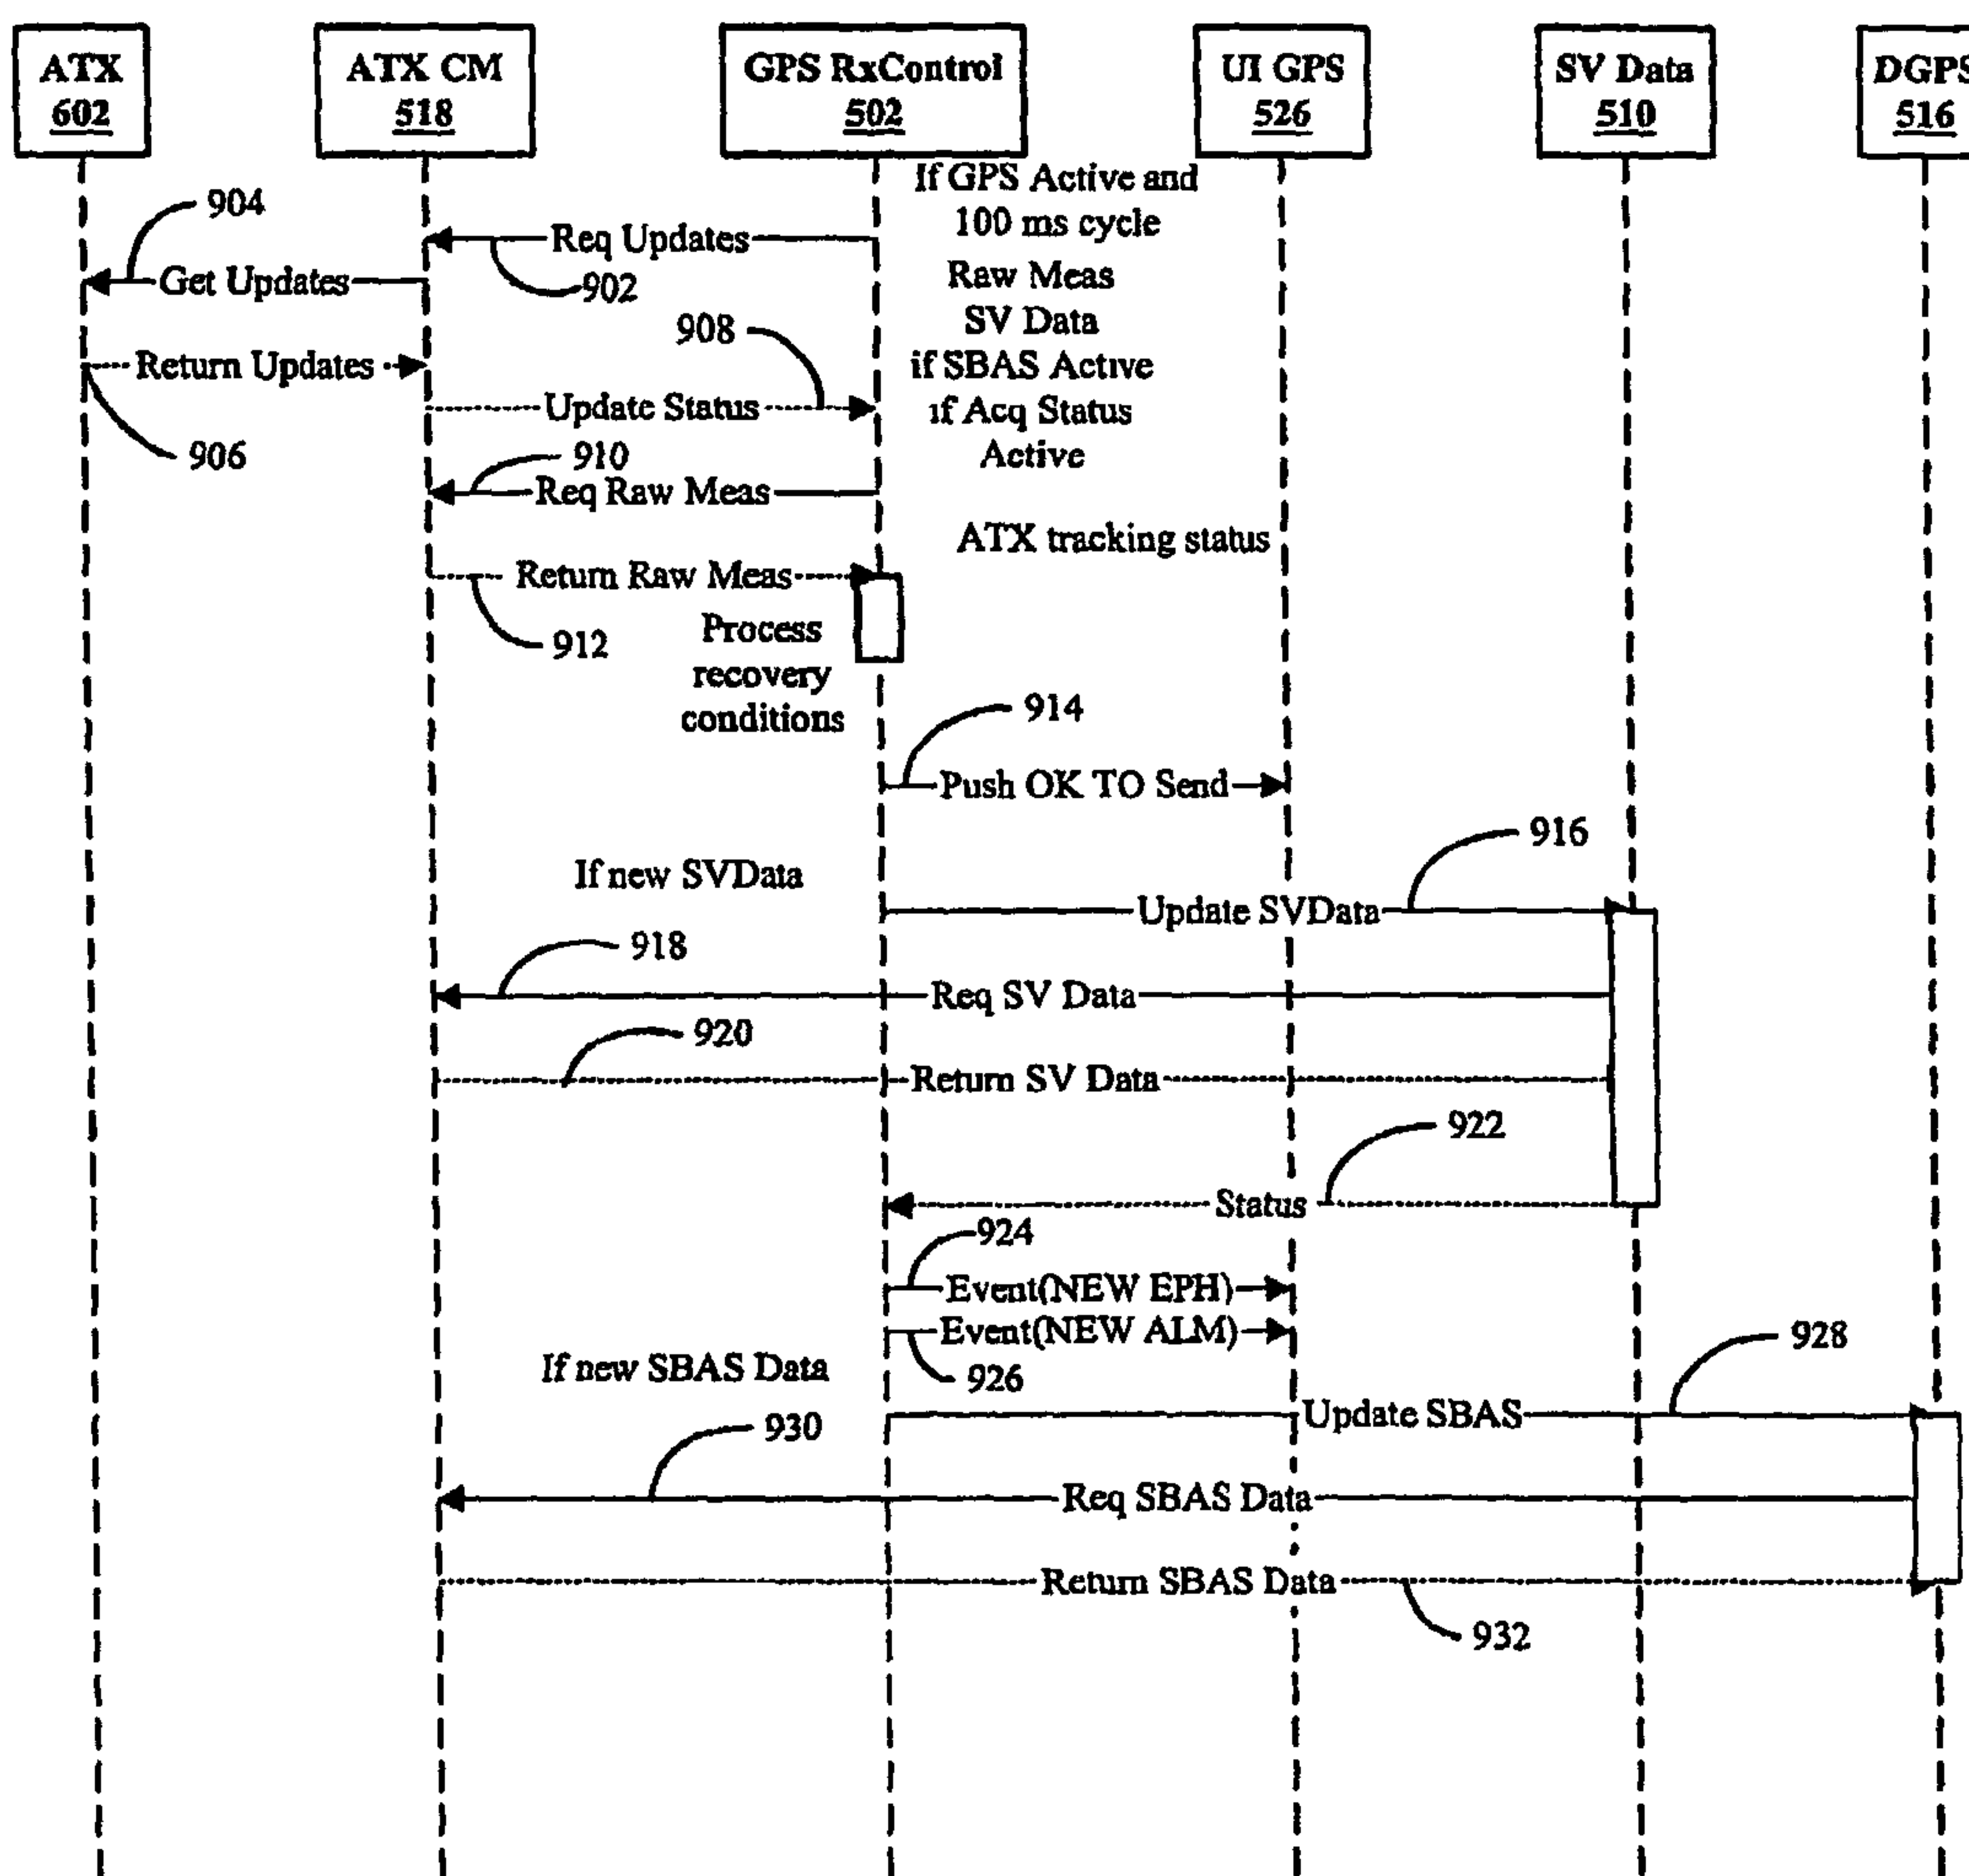 ATX
602
ATX CM
518
GPS RxControl
502
UI GPS
526
SV Data
510
DGPS
516
If GPS Active and
100 ms cycle
904
Req Updates
902
Get Updates
Raw Meas
SV Data
if SBAS Active
if Acq Status
Active
908
Return Updates
Update Status
906
910
Req Raw Meas
ATX tracking status
Return Raw Meas
912
Process
recovery
conditions
914
Push OK TO Send
916
If new SVData
Update SVData
918
Req SV Data
920
Return SV Data
922
Status
924
Event(NEW EPH)
Event(NEW ALM)
926
928
If new SBAS Data
Update SBAS
930
Req SBAS Data
Return SBAS Data
932